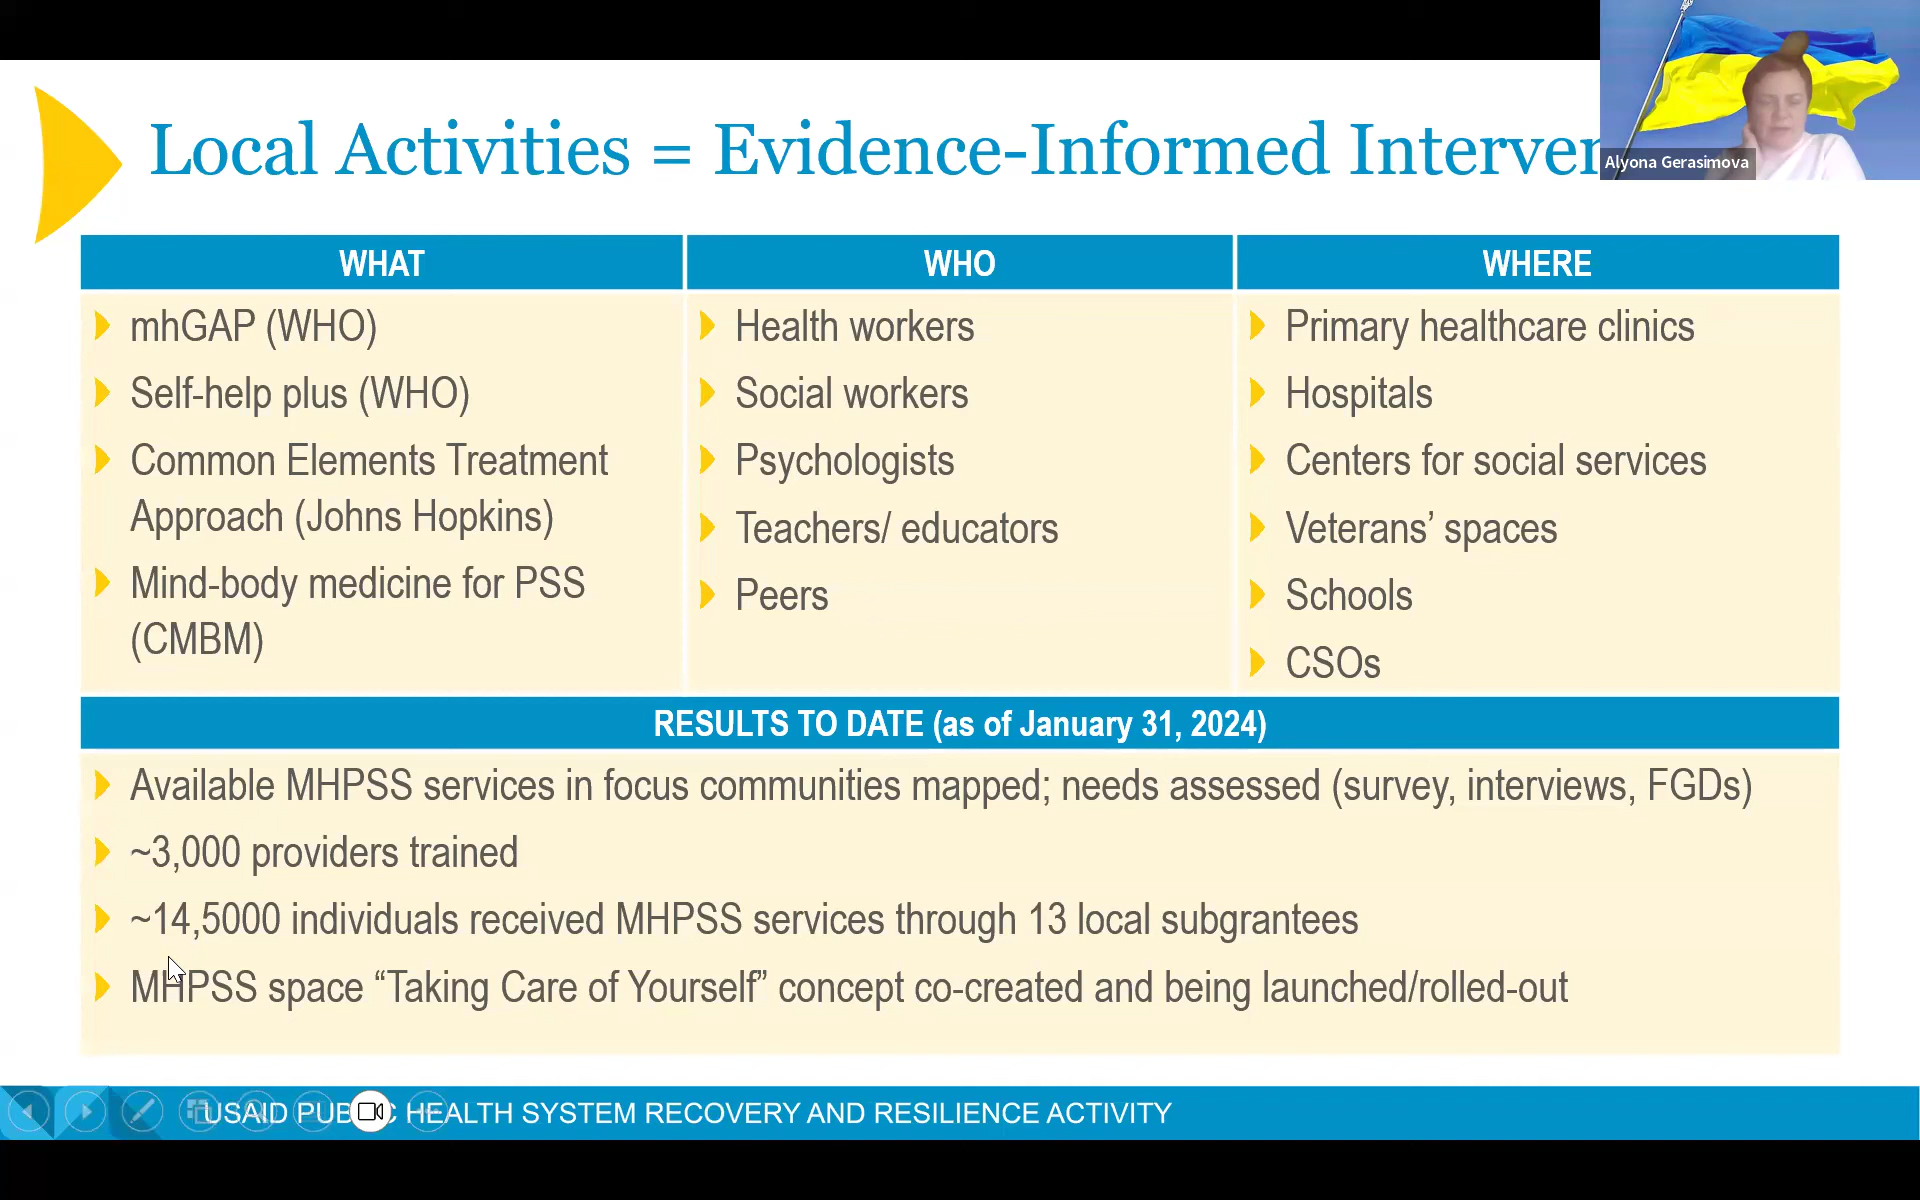 Local Activities = Evidence-Informed Interven
Alyona Gerasimova
WHAT
WHO
WHERE
mhGAP (WHO)
Self-help plus (WHO)
Common Elements Treatment
Approach (Johns Hopkins)
Mind-body medicine for PSS
(CMBM)
Health workers
Social workers
Psychologists
Teachers/ educators
Peers
Primary healthcare clinics
Hospitals
Centers for social services
Veterans’ spaces
Schools
CSOs
RESULTS TO DATE (as of January 31, 2024)
Available MHPSS services in focus communities mapped; needs assessed (survey, interviews, FGDs)
~3,000 providers trained
~14,5000 individuals received MHPSS services through 13 local subgrantees
MHPSS space “Taking Care of Yourself” concept co-created and being launched/rolled-out
USAID PUBLIC HEALTH SYSTEM RECOVERY AND RESILIENCE ACTIVITY